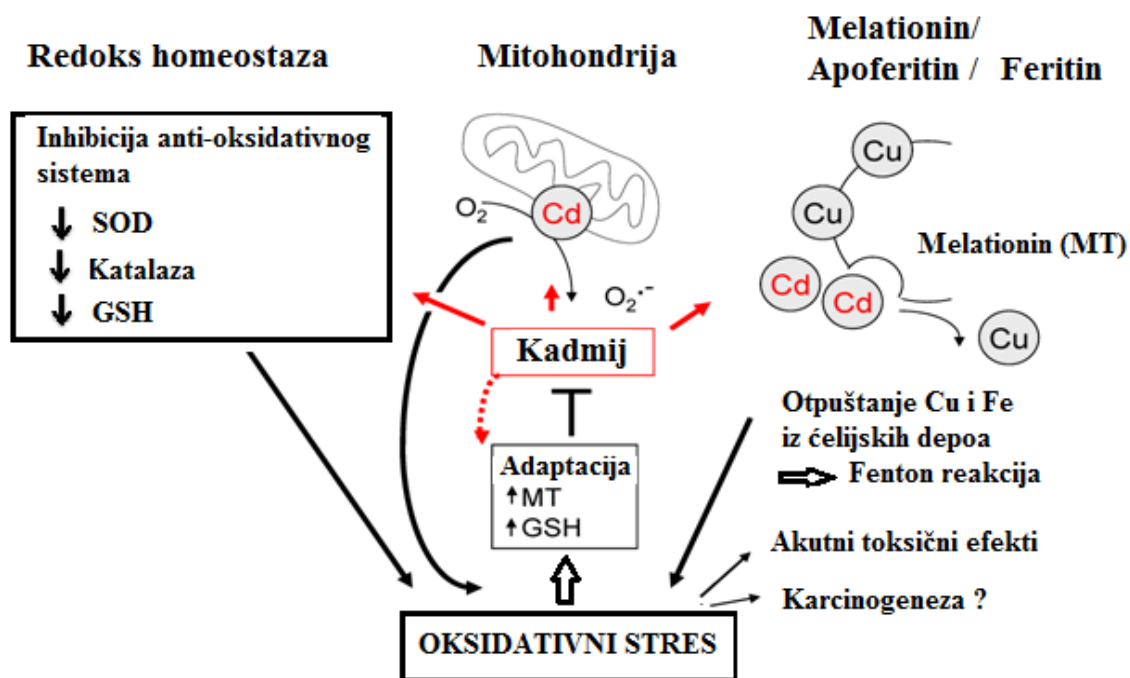 Redoks homeostaza
Inhibicija anti-oksidativnog
sistema
↓ SOD
↓ Katalaza
↓ GSH
Mitohondrija
O₂
Cd
O₂·⁻
Kadmij
Adaptacija
↑MT
↑GSH
Melationin/
Apoferitin / Feritin
Cu
Cu
Melationin (MT)
Cd
Cd
Cu
Otpuštanje Cu i Fe
iz ćelijskih depoa
Fenton reakcija
Akutni toksični efekti
Karcinogeneza ?
OKSIDATIVNI STRES